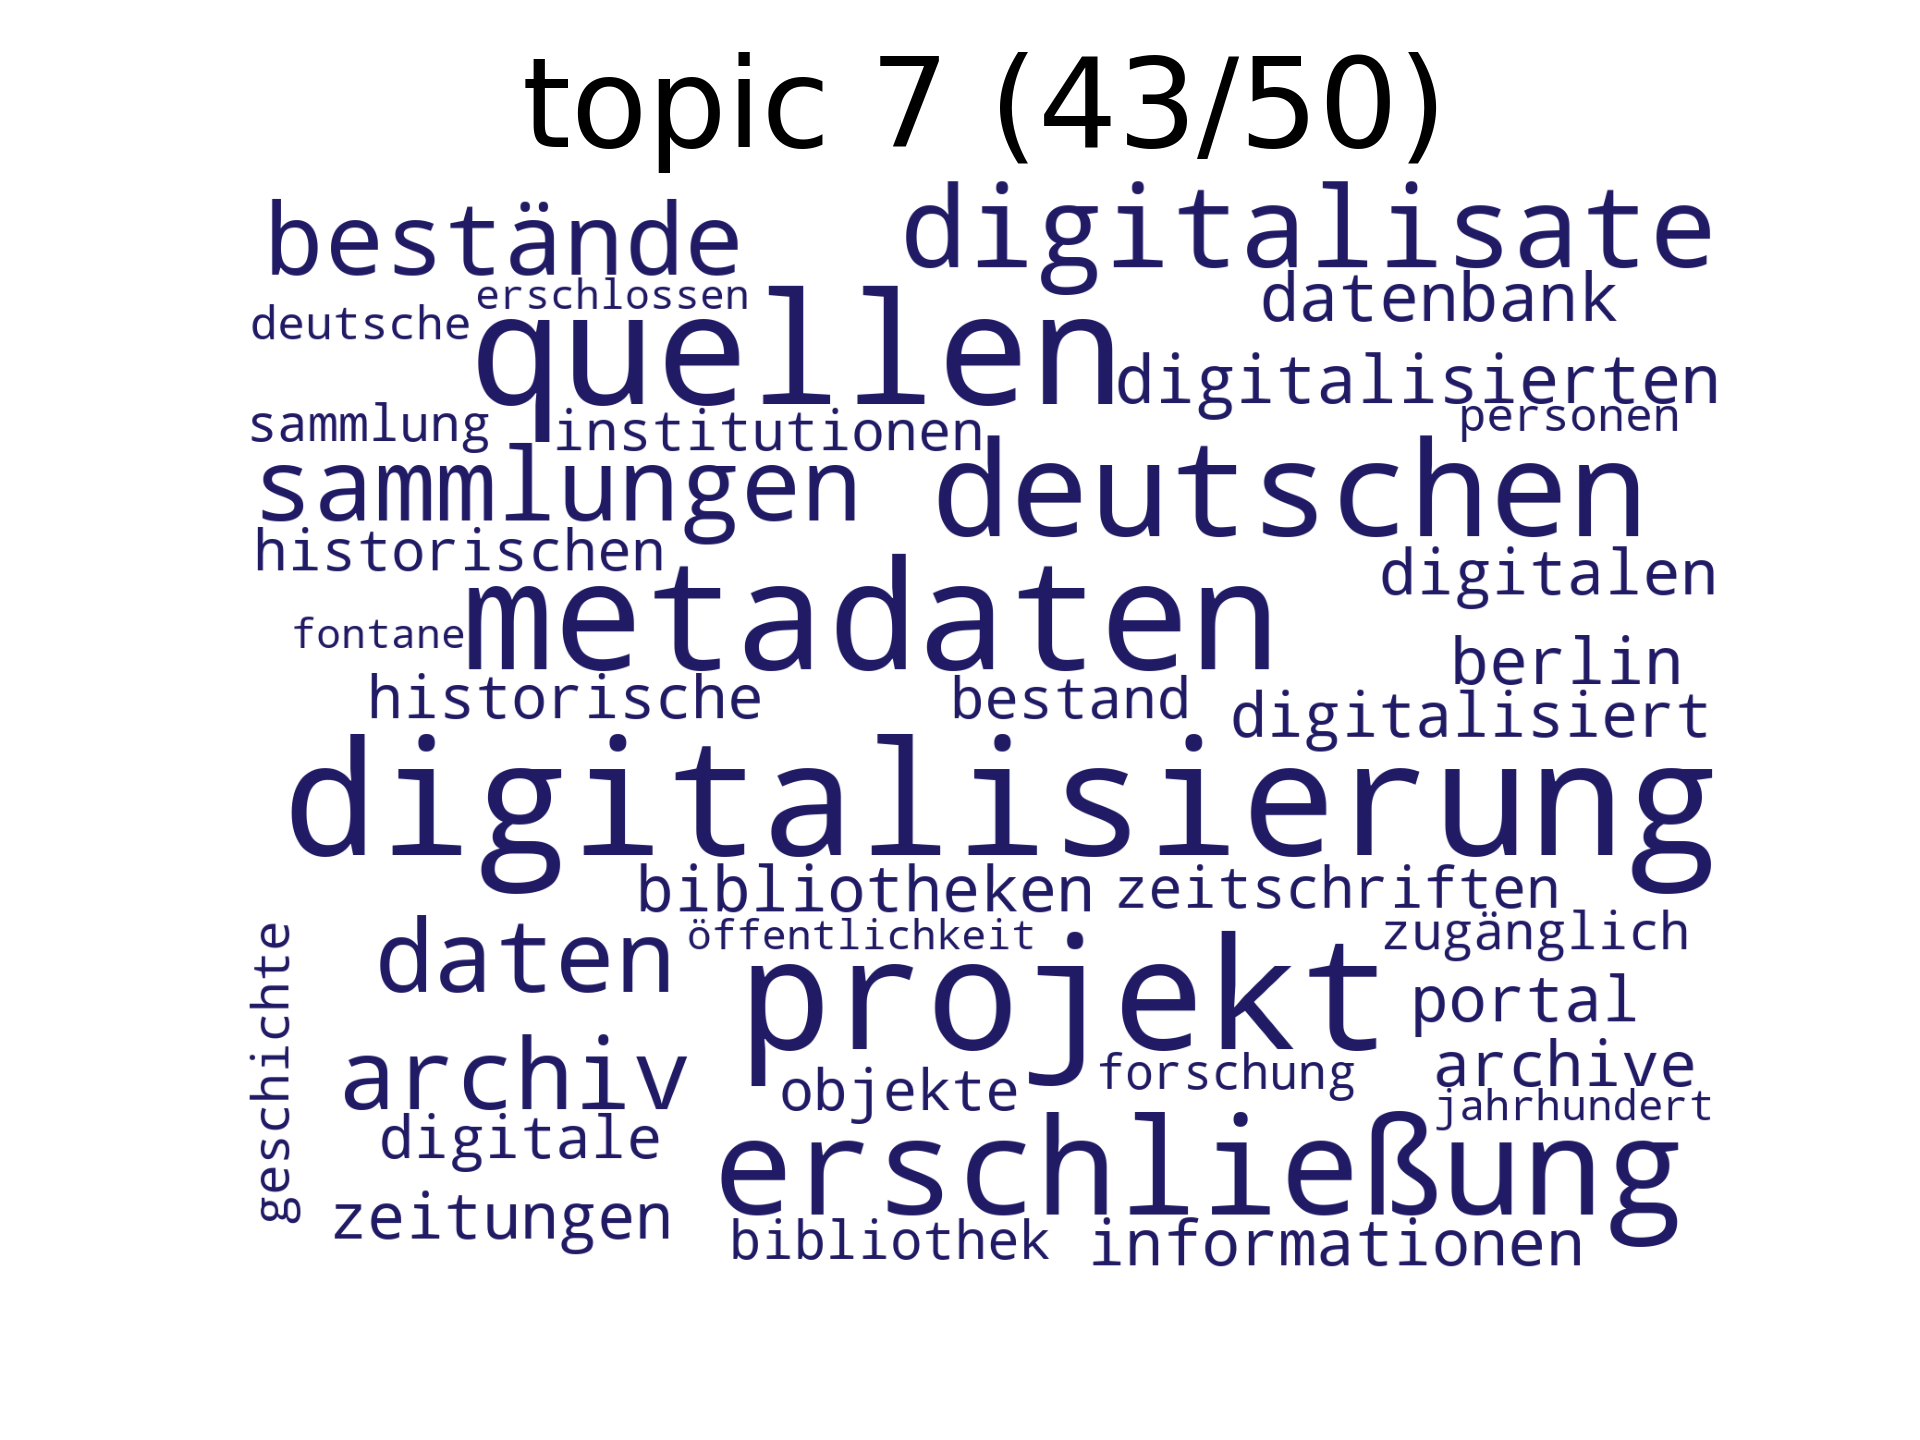 topic 7 (43/50)
bestände digitalisate
erschlossen datenbank
deutsche quellen
digitalisierten
sammlung institutionen personen
sammlungen deutschen
historischen digitalen
fontane metadaten
berlin
historische bestand digitalisiert
digitalisierung
bibliotheken zeitschriften
daten öffentlichkeit zugänglich
geschichte projekt portal
archiv objekte forschung archive
jahrhundert
digitale erschließung
zeitungen bibliothek informationen